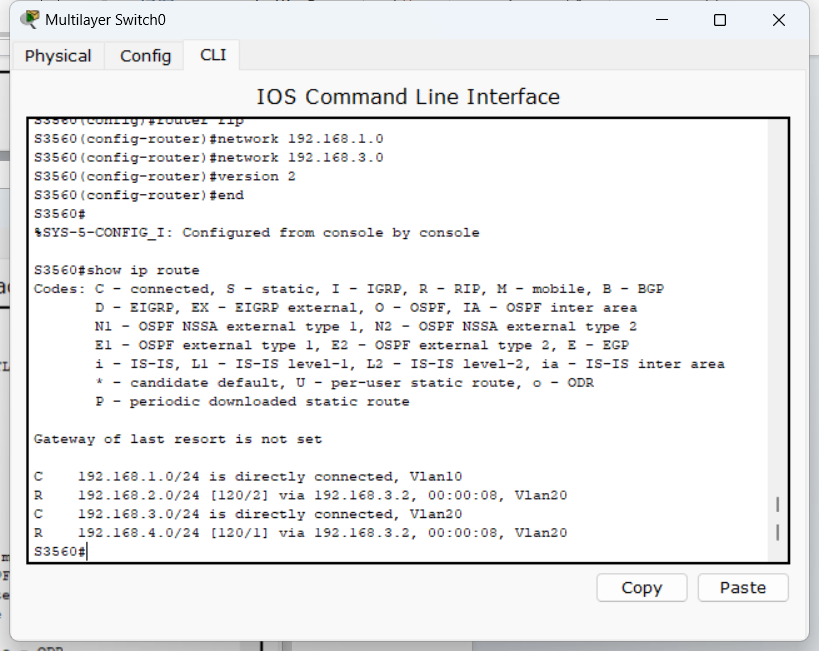 Multilayer Switch0
Physical
Config
CLI
IOS Command Line Interface
S3560(config)#router rip
S3560(config-router)#network 192.168.1.0
S3560(config-router)#network 192.168.3.0
S3560(config-router)#version 2
S3560(config-router)#end
S3560#
%SYS-5-CONFIG_I: Configured from console by console
S3560#show ip route
Codes: C - connected, S - static, I - IGRP, R - RIP, M - mobile, B - BGP
D - EIGRP, EX - EIGRP external, O - OSPF, IA - OSPF inter area
N1 - OSPF NSSA external type 1, N2 - OSPF NSSA external type 2
E1 - OSPF external type 1, E2 - OSPF external type 2, E - EGP
i - IS-IS, L1 - IS-IS level-1, L2 - IS-IS level-2, ia - IS-IS inter area
* - candidate default, U - per-user static route, o - ODR
P - periodic downloaded static route
Gateway of last resort is not set
C 192.168.1.0/24 is directly connected, Vlan10
R 192.168.2.0/24 [120/2] via 192.168.3.2, 00:00:08, Vlan20
C 192.168.3.0/24 is directly connected, Vlan20
R 192.168.4.0/24 [120/1] via 192.168.3.2, 00:00:08, Vlan20
S3560#
Copy
Paste